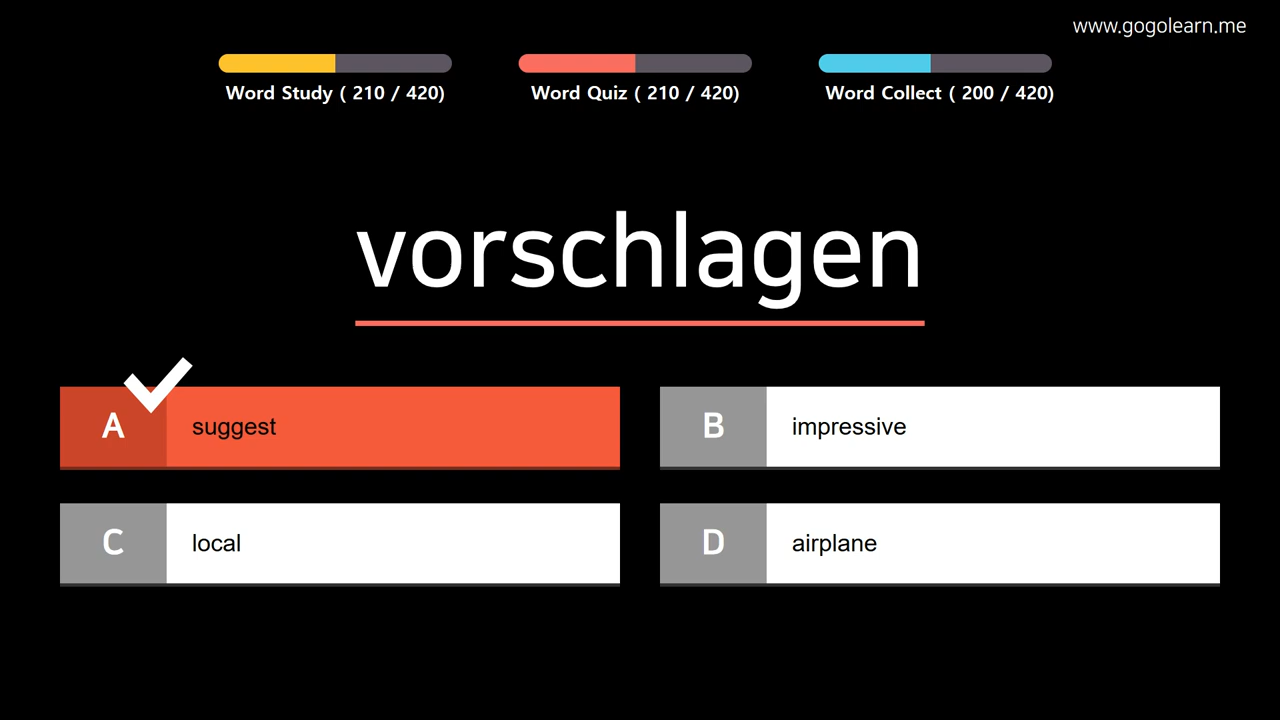 www.gogolearn.me
Word Study ( 210 / 420)
Word Quiz ( 210 / 420)
Word Collect ( 200 / 420)
vorschlagen
A suggest
B impressive
C local
D airplane